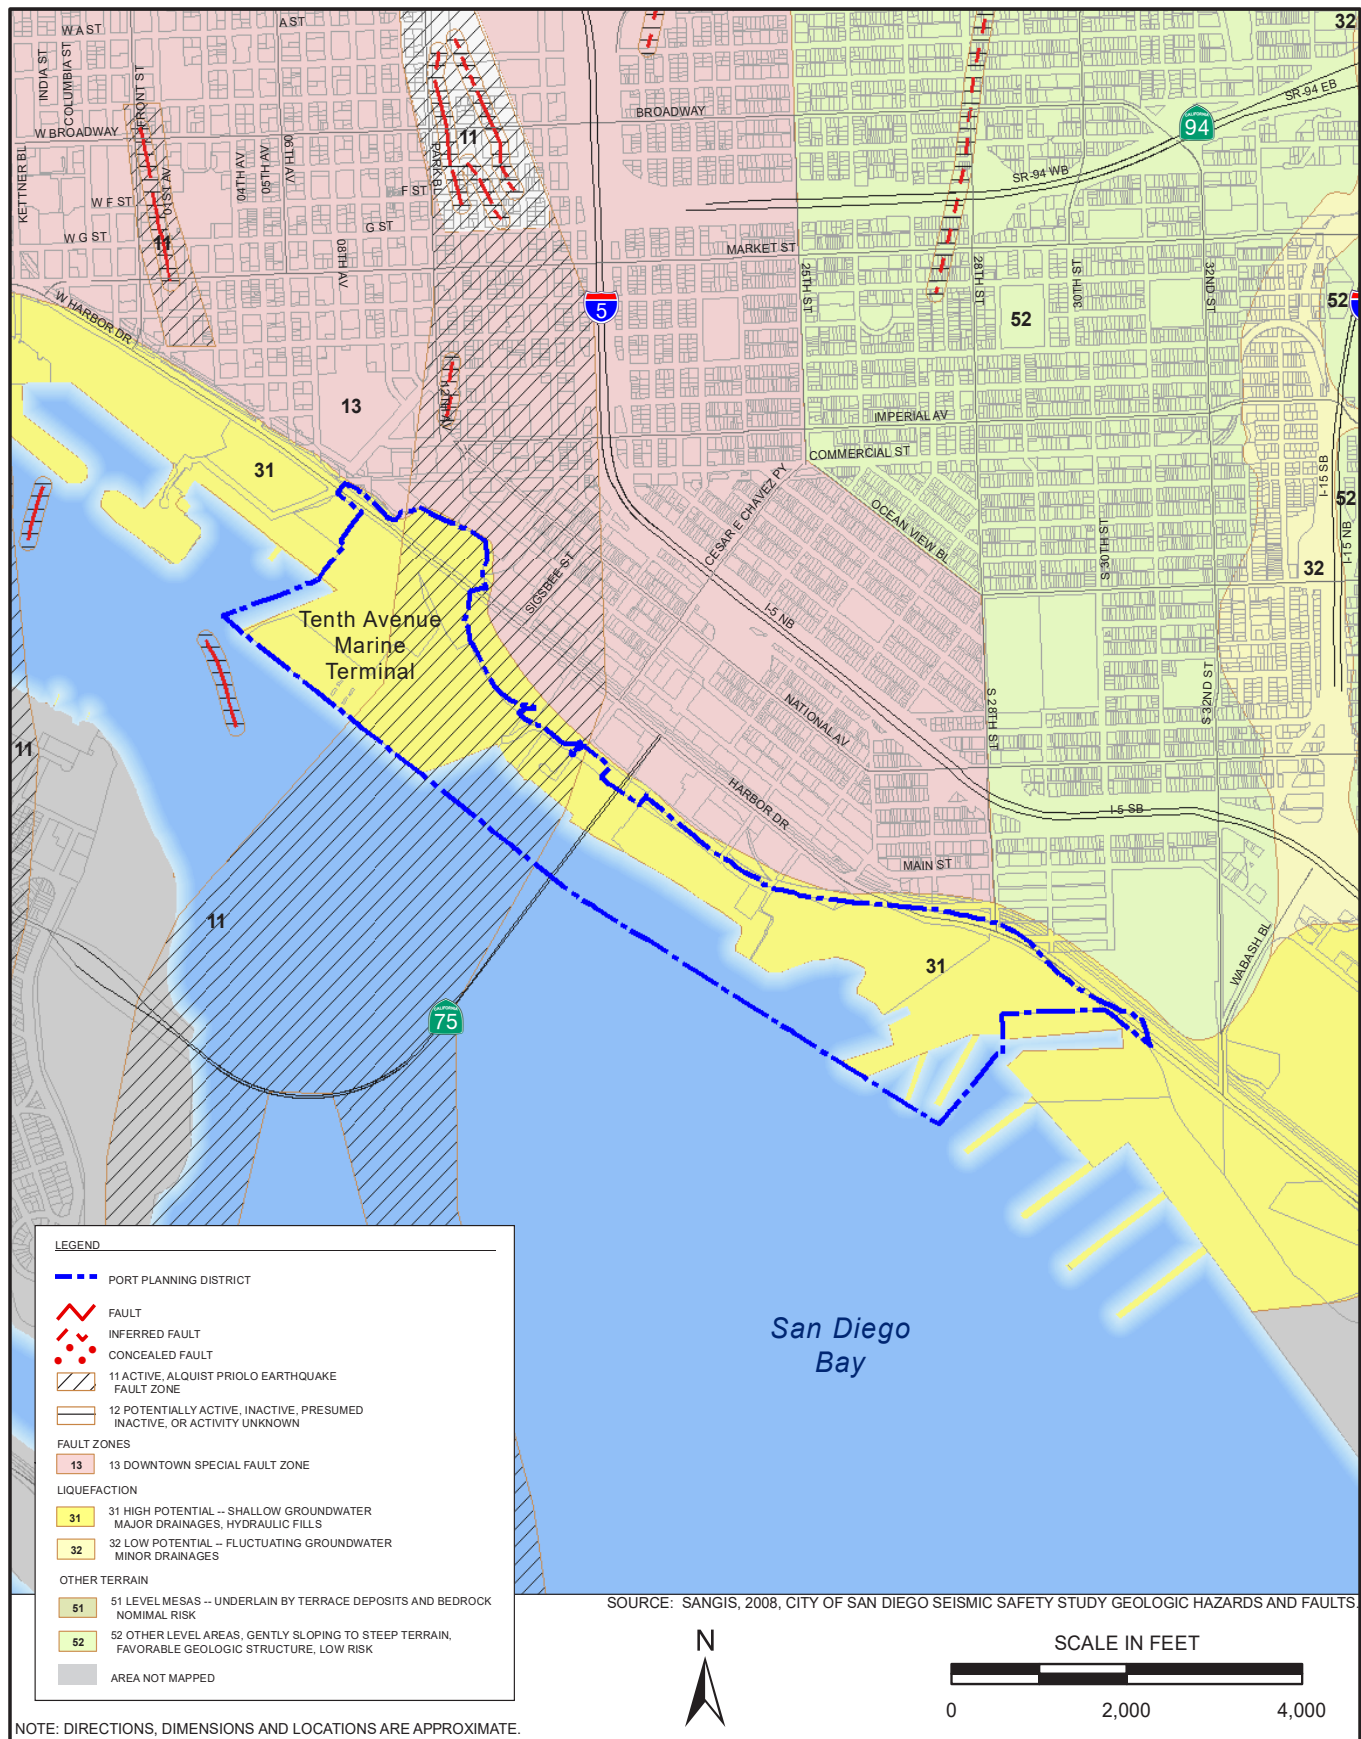 A ST
W A ST
INDIA ST
COLUMBIA ST
FRONT ST
W BROADWAY
BROADWAY
KETTNER BL
01ST AV
04TH AV
05TH AV
06TH AV
PARK BL
W F ST
F ST
W G ST
G ST
08TH AV
MARKET ST
11
11
32
SR-94 EB
CALIFORNIA
94
SR-94 WB
25TH ST
28TH ST
30TH ST
32ND ST
52
52
5
W HARBOR DR
12TH AV
13
31
IMPERIAL AV
COMMERCIAL ST
CESAR E CHAVEZ PY
OCEAN VIEW BL
I-15 SB
52
I-15 NB
S 30TH ST
32
SIGSBEE ST
I-5 NB
Tenth Avenue
Marine
Terminal
NATIONAL AV
S 28TH ST
S 32ND ST
11
HARBOR DR
I-5 SB
MAIN ST
11
31
WABASH BL
CALIFORNIA
75
San Diego
Bay
LEGEND
PORT PLANNING DISTRICT
FAULT
INFERRED FAULT
CONCEALED FAULT
11 ACTIVE, ALQUIST PRIOLO EARTHQUAKE
FAULT ZONE
12 POTENTIALLY ACTIVE, INACTIVE, PRESUMED
INACTIVE, OR ACTIVITY UNKNOWN
FAULT ZONES
13 13 DOWNTOWN SPECIAL FAULT ZONE
LIQUEFACTION
31 31 HIGH POTENTIAL -- SHALLOW GROUNDWATER
MAJOR DRAINAGES, HYDRAULIC FILLS
32 32 LOW POTENTIAL -- FLUCTUATING GROUNDWATER
MINOR DRAINAGES
OTHER TERRAIN
51 51 LEVEL MESAS -- UNDERLAIN BY TERRACE DEPOSITS AND BEDROCK
NOMIMAL RISK
52 52 OTHER LEVEL AREAS, GENTLY SLOPING TO STEEP TERRAIN,
FAVORABLE GEOLOGIC STRUCTURE, LOW RISK
AREA NOT MAPPED
SOURCE: SANGIS, 2008, CITY OF SAN DIEGO SEISMIC SAFETY STUDY GEOLOGIC HAZARDS AND FAULTS.
N
SCALE IN FEET
0 2,000 4,000
NOTE: DIRECTIONS, DIMENSIONS AND LOCATIONS ARE APPROXIMATE.